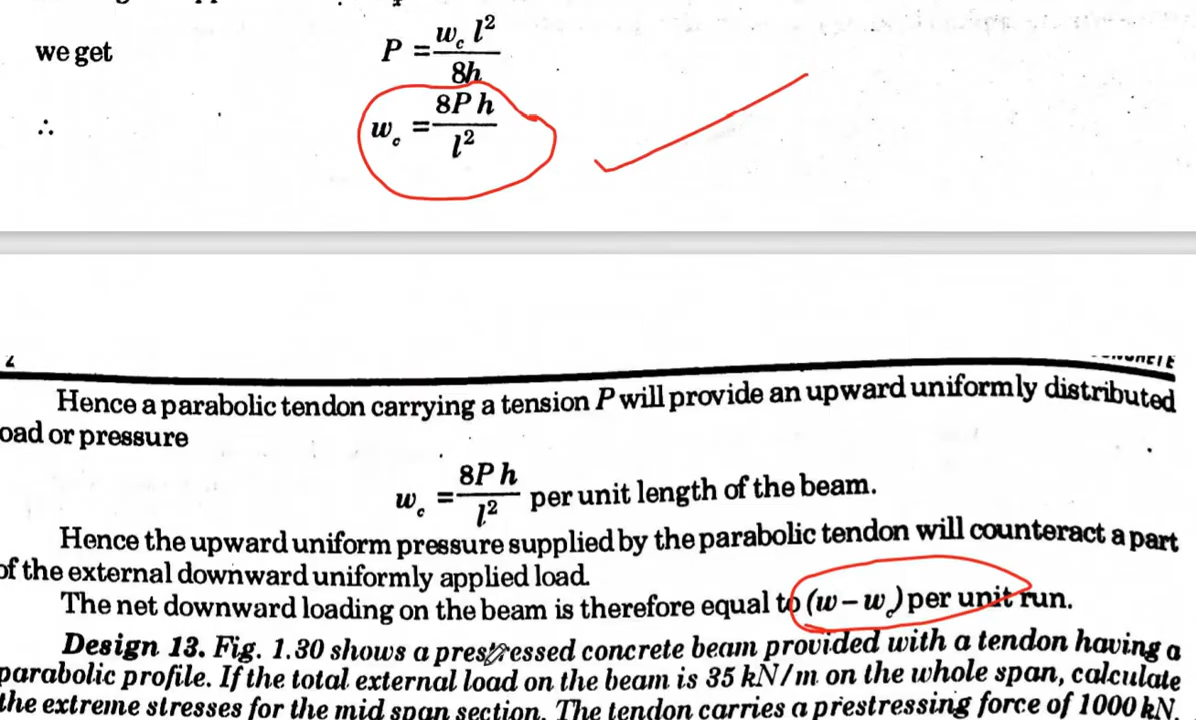 we get P = w_c l² / 8h
∴ w_c = 8P h / l²
Hence a parabolic tendon carrying a tension P will provide an upward uniformly distributed
oad or pressure
w_c = 8P h / l² per unit length of the beam.
Hence the upward uniform pressure supplied by the parabolic tendon will counteract a part
of the external downward uniformly applied load.
The net downward loading on the beam is therefore equal to (w – w_c) per unit run.
Design 13. Fig. 1.30 shows a prestressed concrete beam provided with a tendon having a
parabolic profile. If the total external load on the beam is 35 kN/m on the whole span, calculate
the extreme stresses for the mid span section. The tendon carries a prestressing force of 1000 kN.